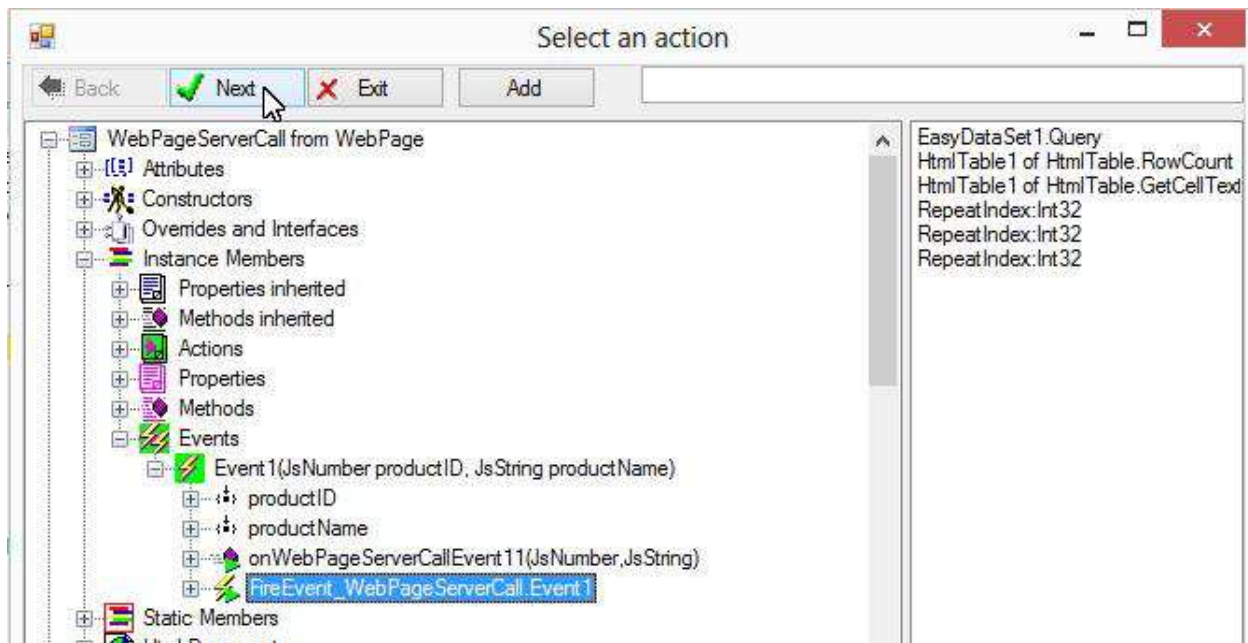 Select an action
Back Next Exit Add
WebPageServerCall from WebPage
Attributes
Constructors
Overrides and Interfaces
Instance Members
Properties inherited
Methods inherited
Actions
Properties
Methods
Events
Event1(JsNumber productID, JsString productName)
productID
productName
onWebPageServerCallEvent11(JsNumber,JsString)
FireEvent_WebPageServerCall.Event1
Static Members
EasyDataSet1.Query
HtmlTable1 of HtmlTable.RowCount
HtmlTable1 of HtmlTable.GetCellText
RepeatIndex:Int32
RepeatIndex:Int32
RepeatIndex:Int32